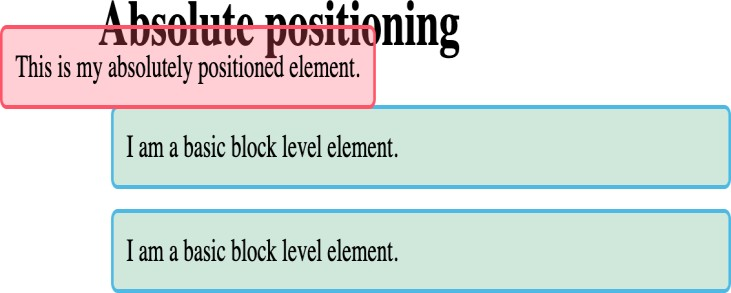 Absolute positioning
This is my absolutely positioned element.
I am a basic block level element.
I am a basic block level element.